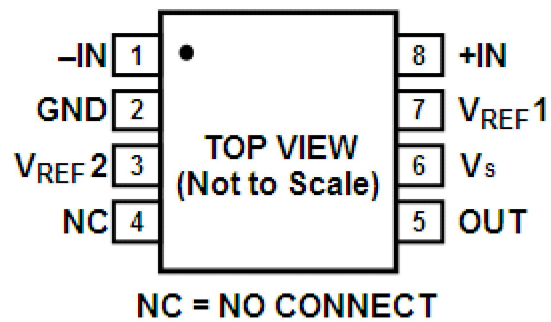 –IN 1 8 +IN
GND 2 7 VREF1
VREF2 3 6 Vs
NC 4 5 OUT
TOP VIEW
(Not to Scale)
NC = NO CONNECT